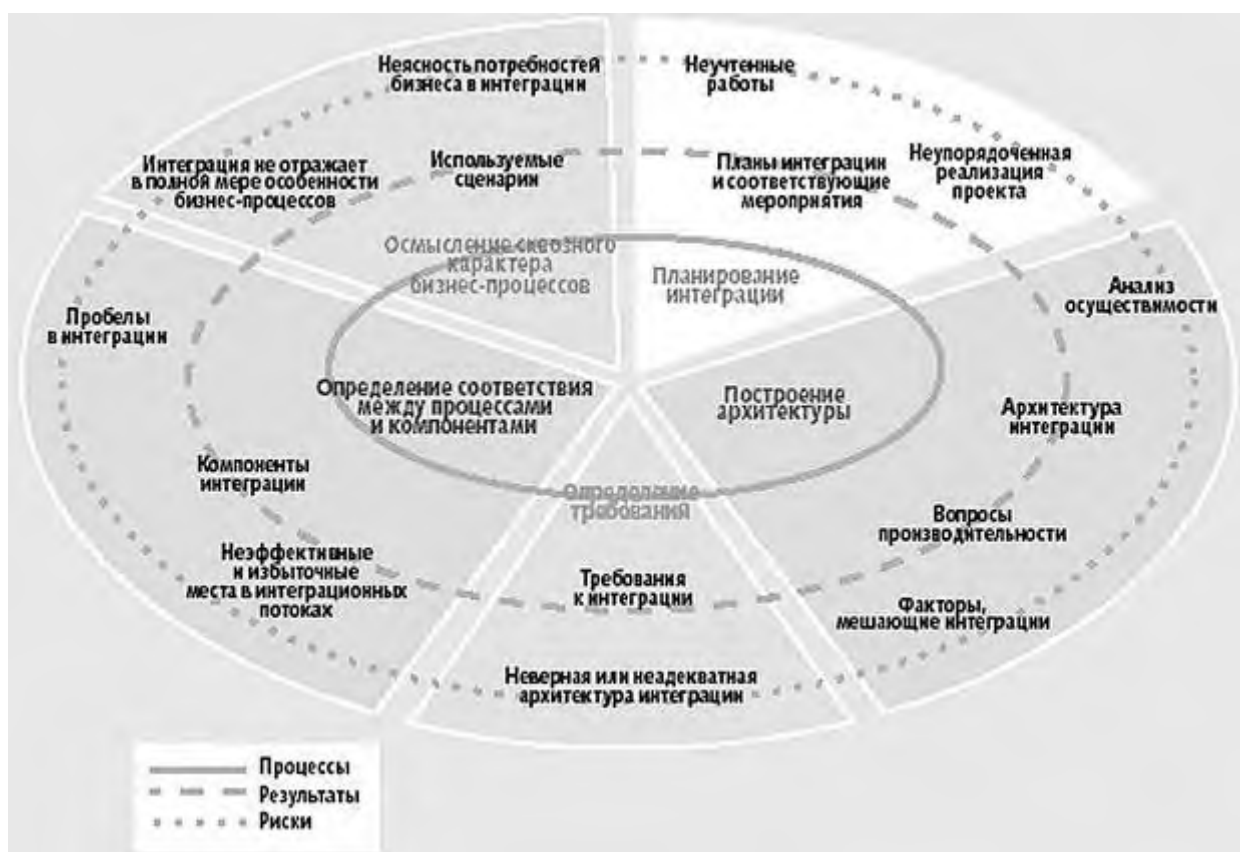 Неясность потребностей
бизнеса в интеграции
Неучтенные
работы
Интеграция не отражает
в полной мере особенности
бизнес-процессов
Используемые
сценарии
Планы интеграции
и соответствующие
мероприятия
Неупорядоченная
реализация
проекта
Осмысление сквозного
характера
бизнес-процессов
Планирование
интеграции
Пробелы
в интеграции
Анализ
осуществимости
Определение соответствия
между процессами
и компонентами
Построение
архитектуры
Архитектура
интеграции
Компоненты
интеграции
Определение
требований
Вопросы
производительности
Неэффективные
и избыточные
места в интеграционных
потоках
Требования
к интеграции
Факторы,
мешающие интеграции
Неверная или неадекватная
архитектура интеграции
Процессы
Результаты
Риски